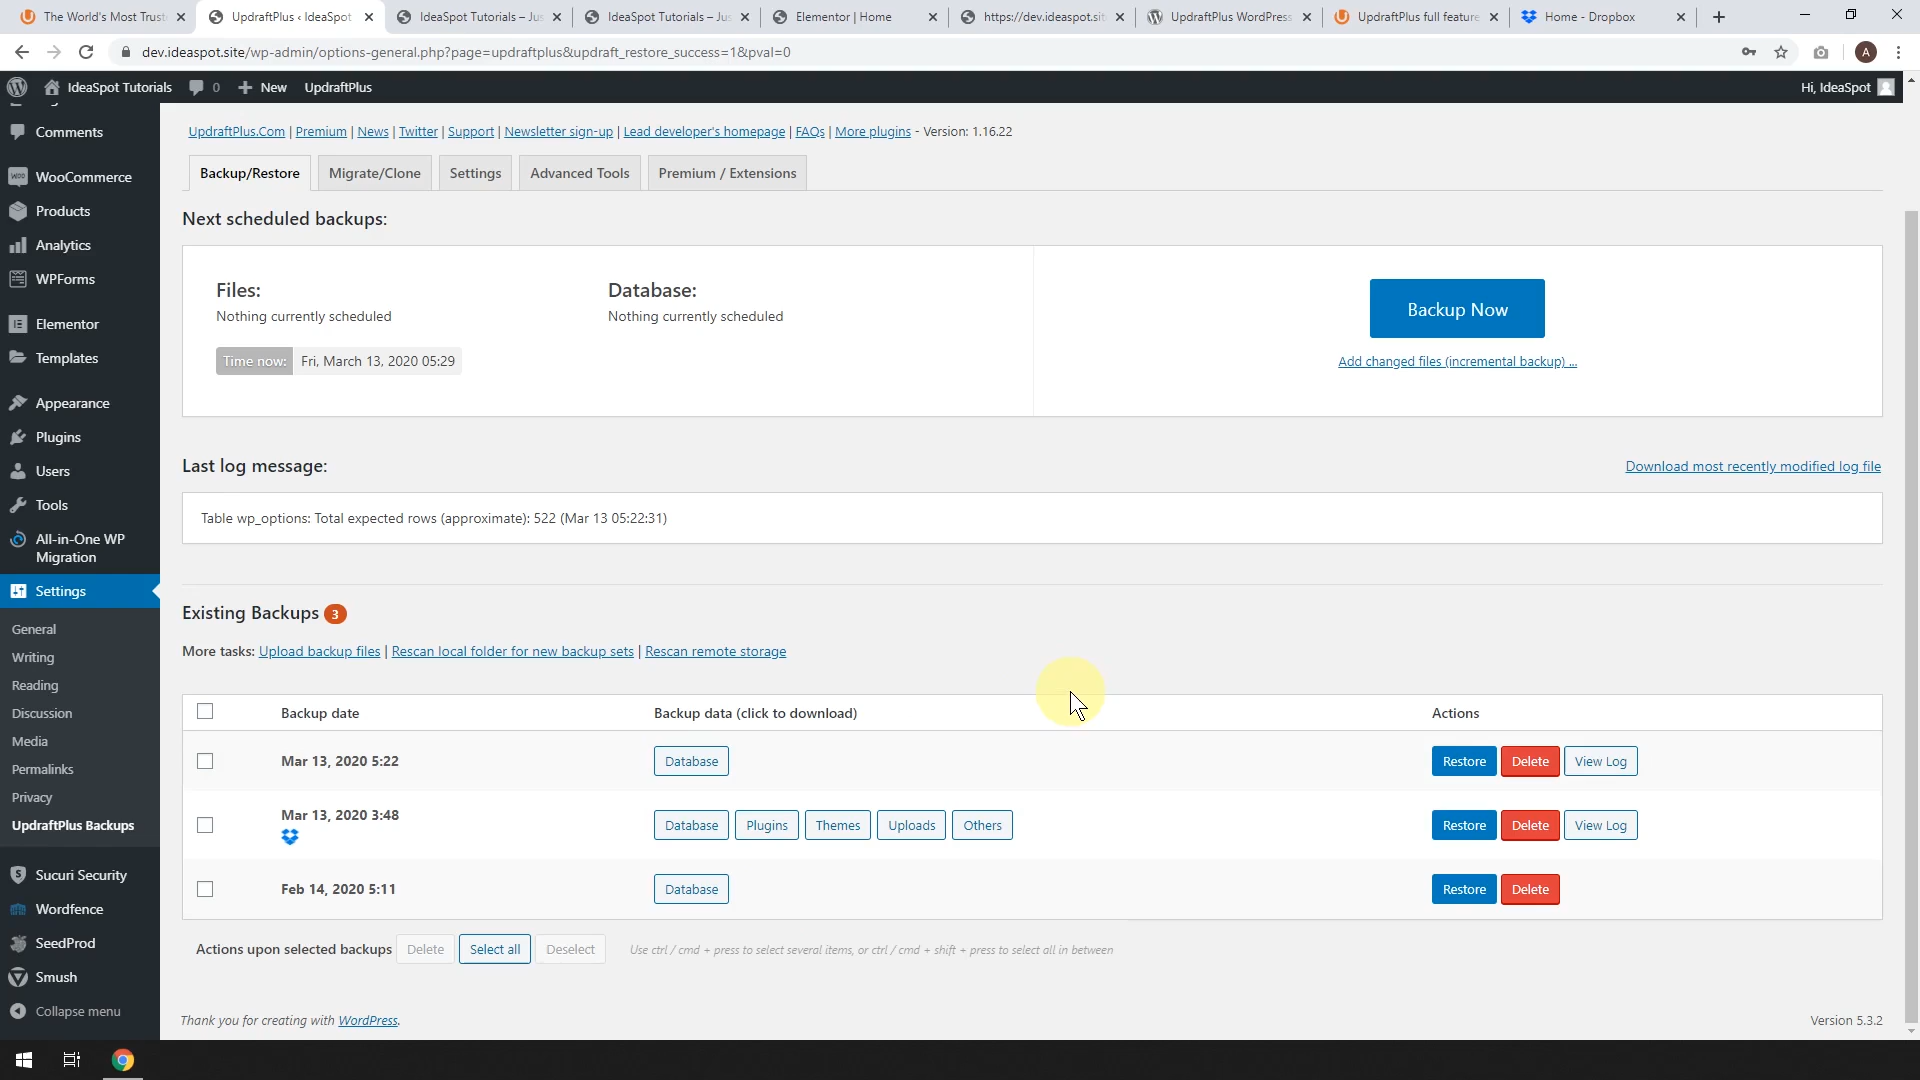 The World's Most Trust
UpdraftPlus ‹ IdeaSpot
IdeaSpot Tutorials – Jus
IdeaSpot Tutorials – Jus
Elementor | Home
https://dev.ideaspot.sit
UpdraftPlus WordPress
UpdraftPlus full feature
Home - Dropbox
dev.ideaspot.site/wp-admin/options-general.php?page=updraftplus&updraft_restore_success=1&pval=0
A
IdeaSpot Tutorials
0
New
UpdraftPlus
Hi, IdeaSpot
Comments
WooCommerce
Products
Analytics
WPForms
Elementor
Templates
Appearance
Plugins
Users
Tools
All-in-One WP
Migration
Settings
General
Writing
Reading
Discussion
Media
Permalinks
Privacy
UpdraftPlus Backups
Sucuri Security
Wordfence
SeedProd
Smush
Collapse menu
UpdraftPlus.Com | Premium | News | Twitter | Support | Newsletter sign-up | Lead developer's homepage | FAQs | More plugins - Version: 1.16.22
Backup/Restore
Migrate/Clone
Settings
Advanced Tools
Premium / Extensions
Next scheduled backups:
Files:
Nothing currently scheduled
Database:
Nothing currently scheduled
Time now: Fri, March 13, 2020 05:29
Backup Now
Add changed files (incremental backup) ...
Last log message:
Download most recently modified log file
Table wp_options: Total expected rows (approximate): 522 (Mar 13 05:22:31)
Existing Backups 3
More tasks: Upload backup files | Rescan local folder for new backup sets | Rescan remote storage
Backup date
Backup data (click to download)
Actions
Mar 13, 2020 5:22
Database
Restore
Delete
View Log
Mar 13, 2020 3:48
Database
Plugins
Themes
Uploads
Others
Restore
Delete
View Log
Feb 14, 2020 5:11
Database
Restore
Delete
Actions upon selected backups
Delete
Select all
Deselect
Use ctrl / cmd + press to select several items, or ctrl / cmd + shift + press to select all in between
Thank you for creating with WordPress.
Version 5.3.2